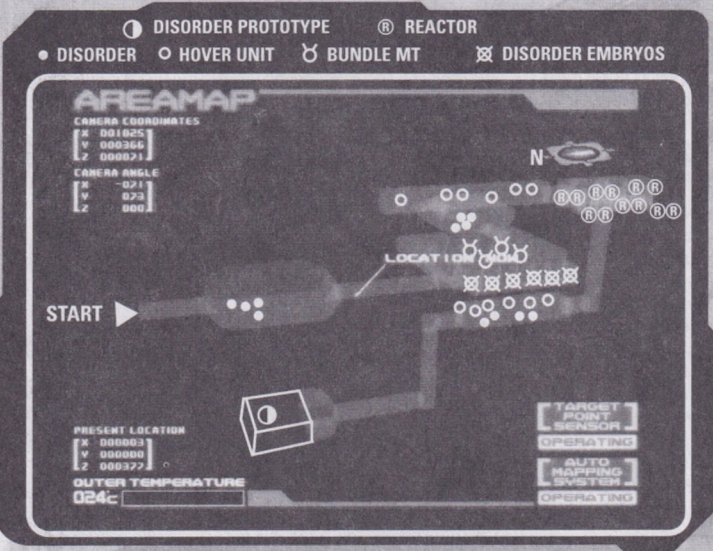 DISORDER PROTOTYPE ® REACTOR
DISORDER HOVER UNIT BUNDLE MT DISORDER EMBRYOS
AREAMAP
CAMERA COORDINATES
X 001025
Y 000366
Z 000071
CAMERA ANGLE
X -071
Y 073
Z 000
N
® ® ® ® ® ® ® ® ® ® ® ®
LOCATION NOW
START
TARGET
POINT
SENSOR
OPERATING
PRESENT LOCATION
X 000003
Y 000000
Z 000377
AUTO
MAPPING
SYSTEM
OUTER TEMPERATURE
024c
OPERATING